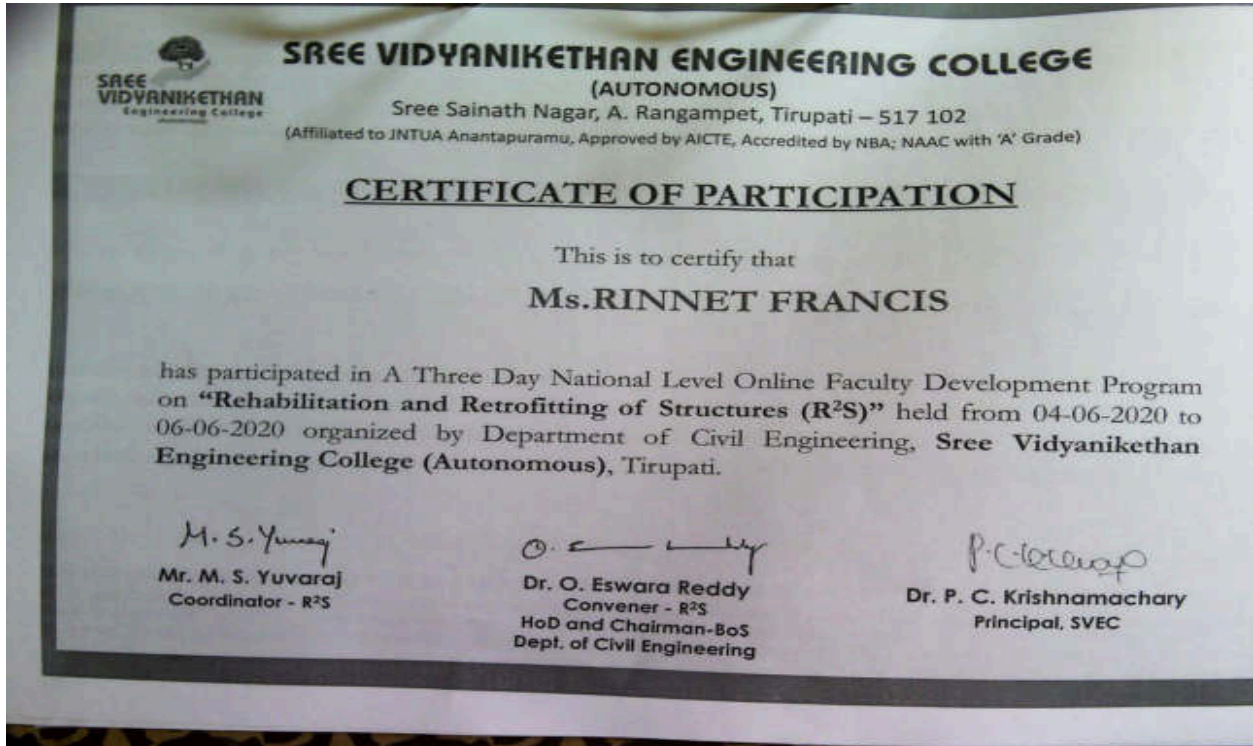 SREE
VIDYANIKETHAN
Engineering College
SREE VIDYANIKETHAN ENGINEERING COLLEGE
(AUTONOMOUS)
Sree Sainath Nagar, A. Rangampet, Tirupati – 517 102
(Affiliated to JNTUA Anantapuramu, Approved by AICTE, Accredited by NBA; NAAC with 'A' Grade)
CERTIFICATE OF PARTICIPATION
This is to certify that
Ms.RINNET FRANCIS
has participated in A Three Day National Level Online Faculty Development Program
on “Rehabilitation and Retrofitting of Structures (R²S)” held from 04-06-2020 to
06-06-2020 organized by Department of Civil Engineering, Sree Vidyanikethan
Engineering College (Autonomous), Tirupati.
M. S. Yuvaraj
Mr. M. S. Yuvaraj
Coordinator - R²S
Dr. O. Eswara Reddy
Convener - R²S
HoD and Chairman-BoS
Dept. of Civil Engineering
Dr. P. C. Krishnamachary
Principal, SVEC